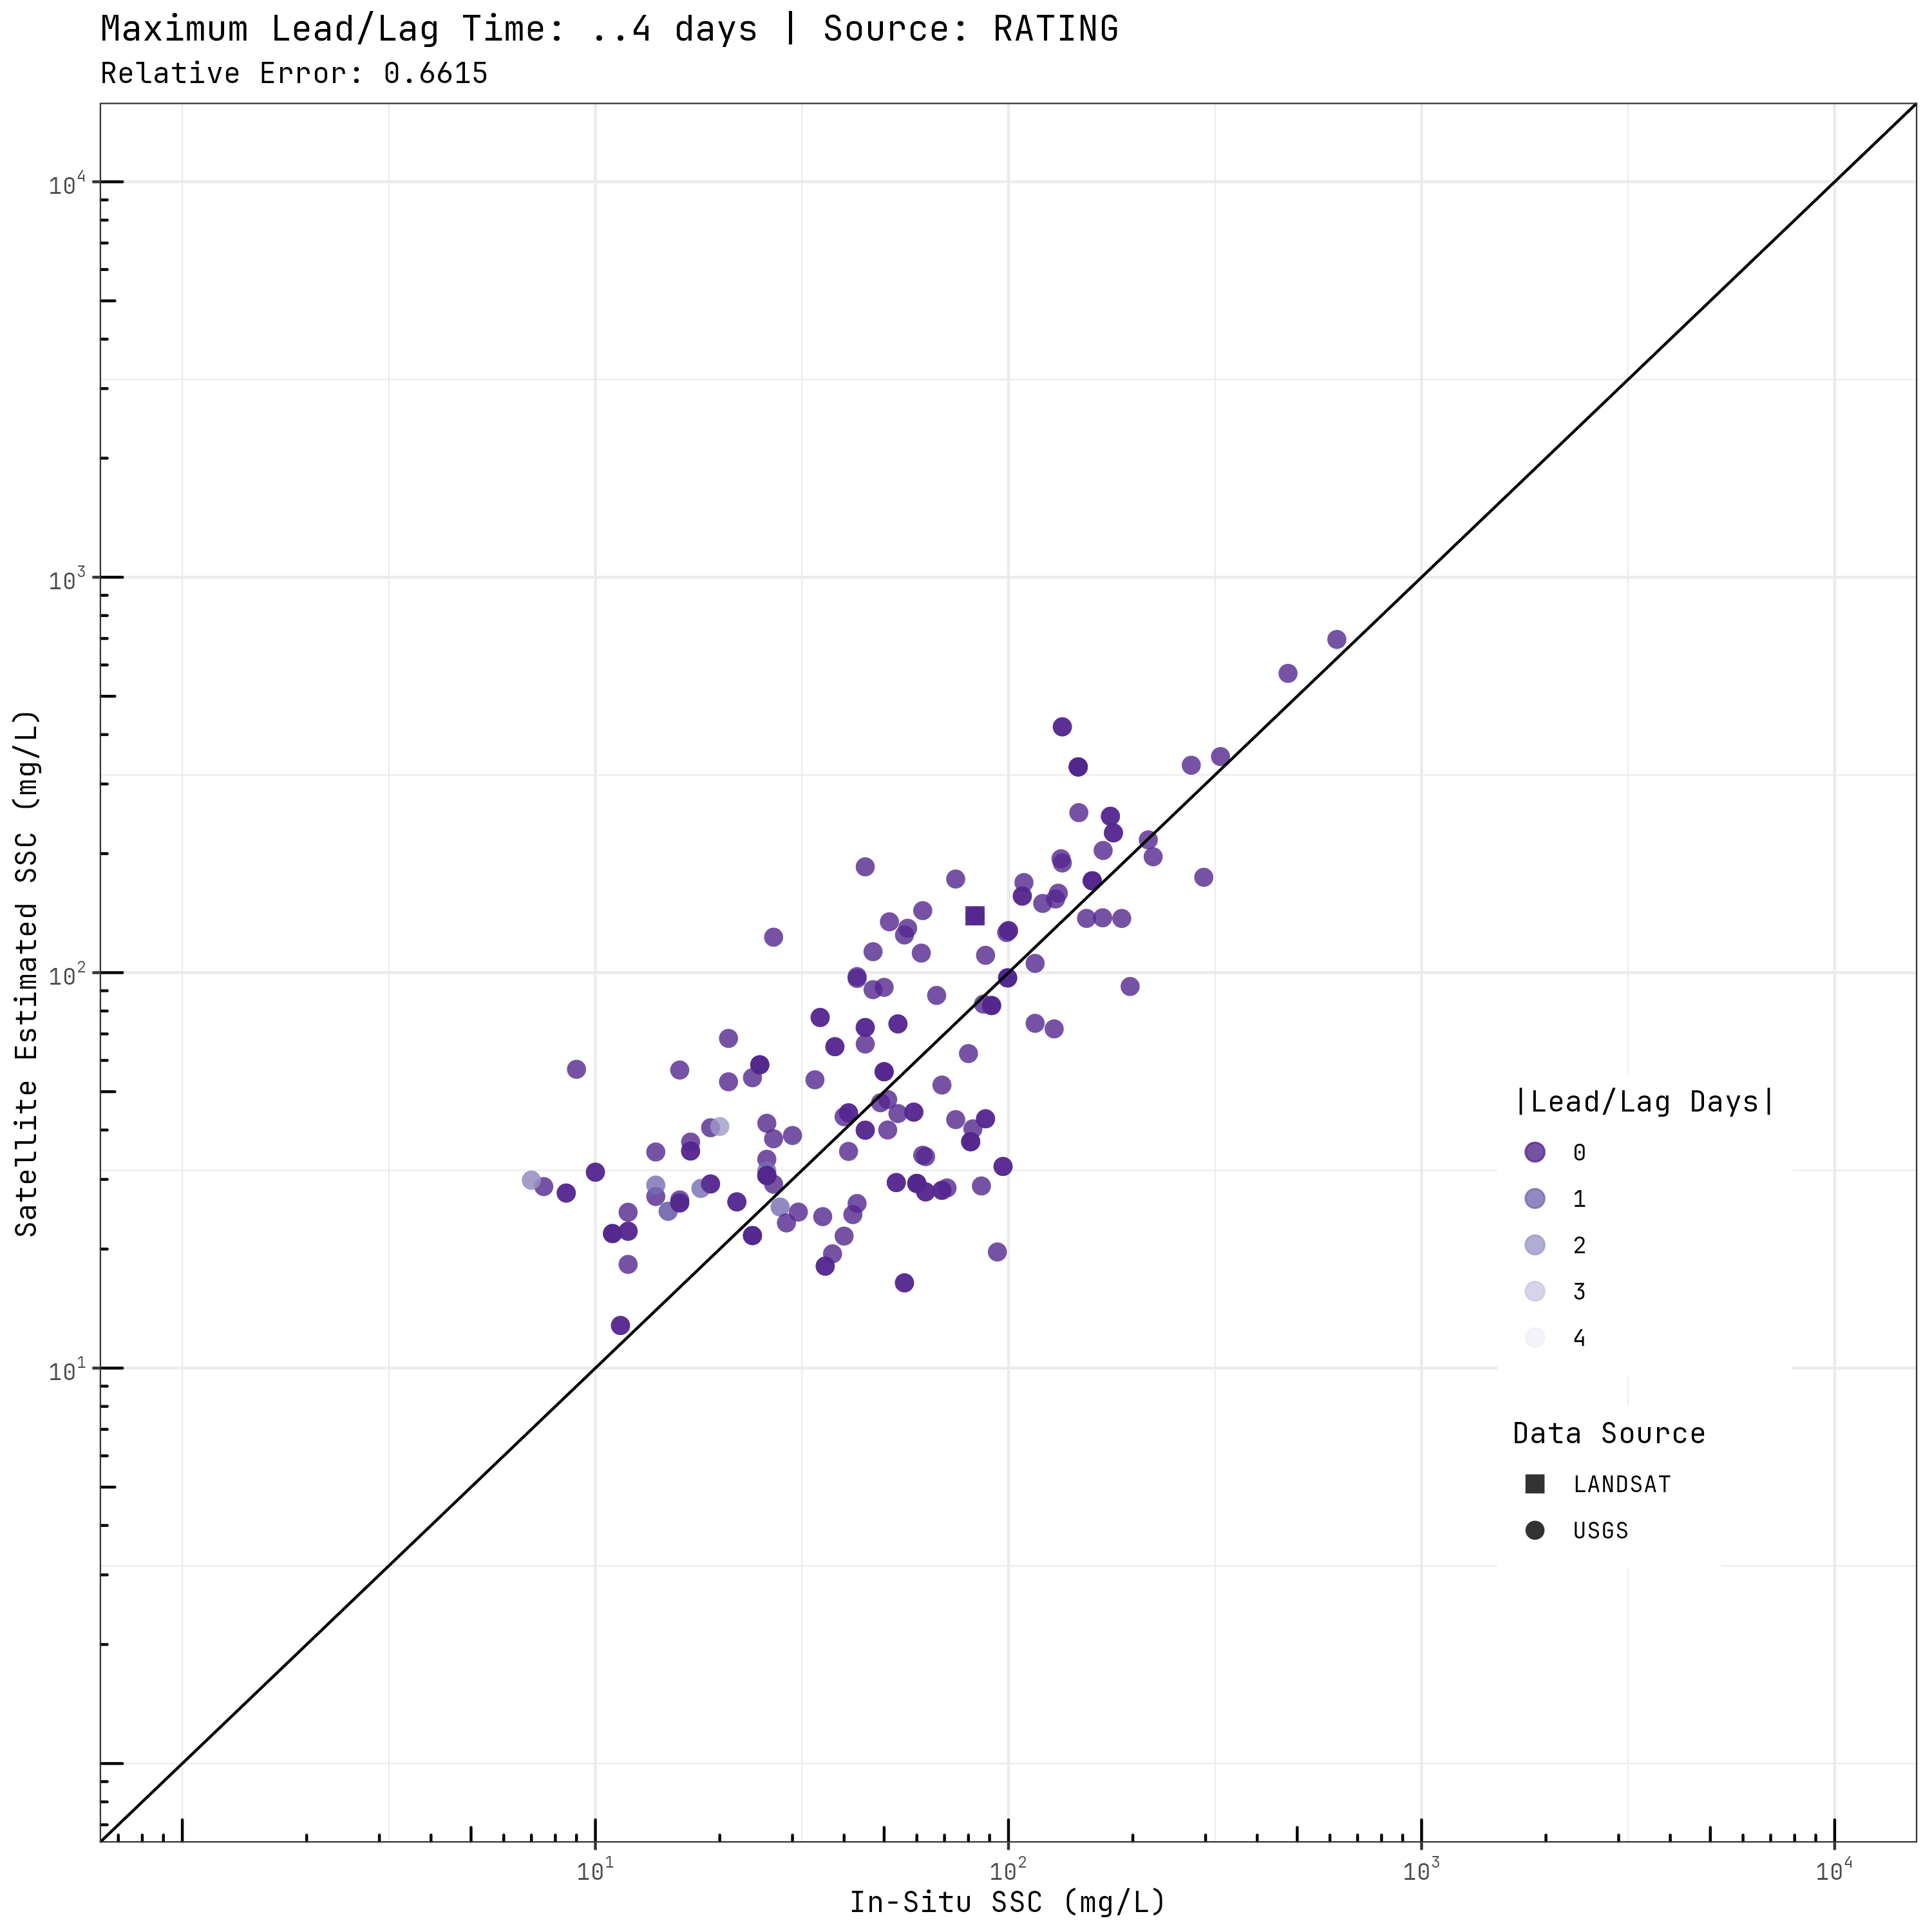 Maximum Lead/Lag Time: ..4 days | Source: RATING
Relative Error: 0.6615
Satellite Estimated SSC (mg/L)
10⁴
10³
10²
10¹
|Lead/Lag Days|
0
1
2
3
4
Data Source
LANDSAT
USGS
10¹ 10² 10³ 10⁴
In-Situ SSC (mg/L)